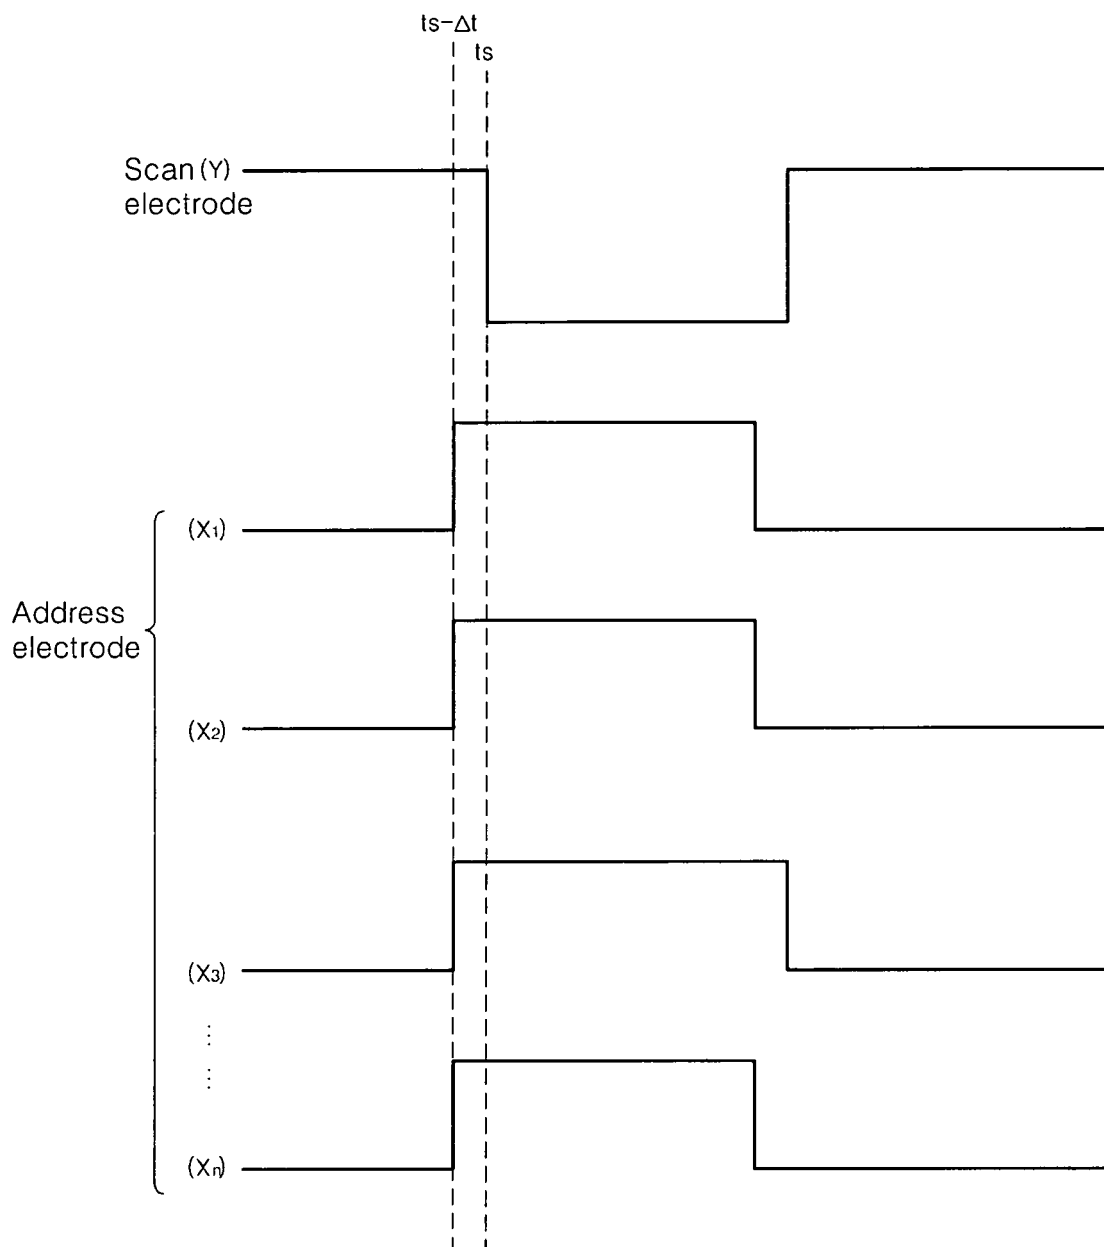 ts-Δt
ts
Scan (Y)
electrode
(X1)
Address
electrode
(X2)
(X3)
(Xn)